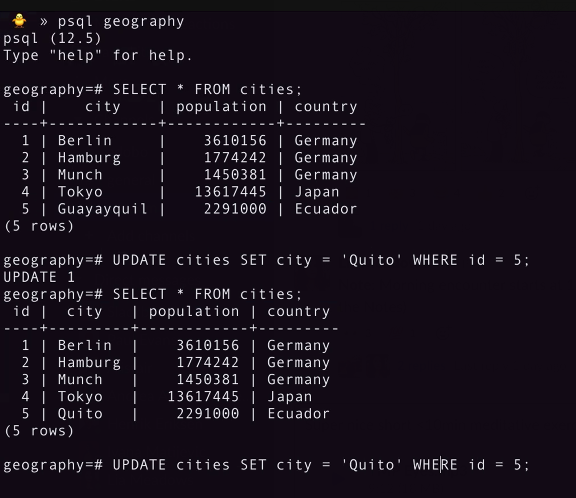 » psql geography
psql (12.5)
Type "help" for help.
geography=# SELECT * FROM cities;
 id |    city    | population | country
----+------------+------------+---------
  1 | Berlin     |    3610156 | Germany
  2 | Hamburg    |    1774242 | Germany
  3 | Munch      |    1450381 | Germany
  4 | Tokyo      |   13617445 | Japan
  5 | Guayayquil |    2291000 | Ecuador
(5 rows)
geography=# UPDATE cities SET city = 'Quito' WHERE id = 5;
UPDATE 1
geography=# SELECT * FROM cities;
 id |  city   | population | country
----+---------+------------+---------
  1 | Berlin  |    3610156 | Germany
  2 | Hamburg |    1774242 | Germany
  3 | Munch   |    1450381 | Germany
  4 | Tokyo   |   13617445 | Japan
  5 | Quito   |    2291000 | Ecuador
(5 rows)
geography=# UPDATE cities SET city = 'Quito' WHERE id = 5;